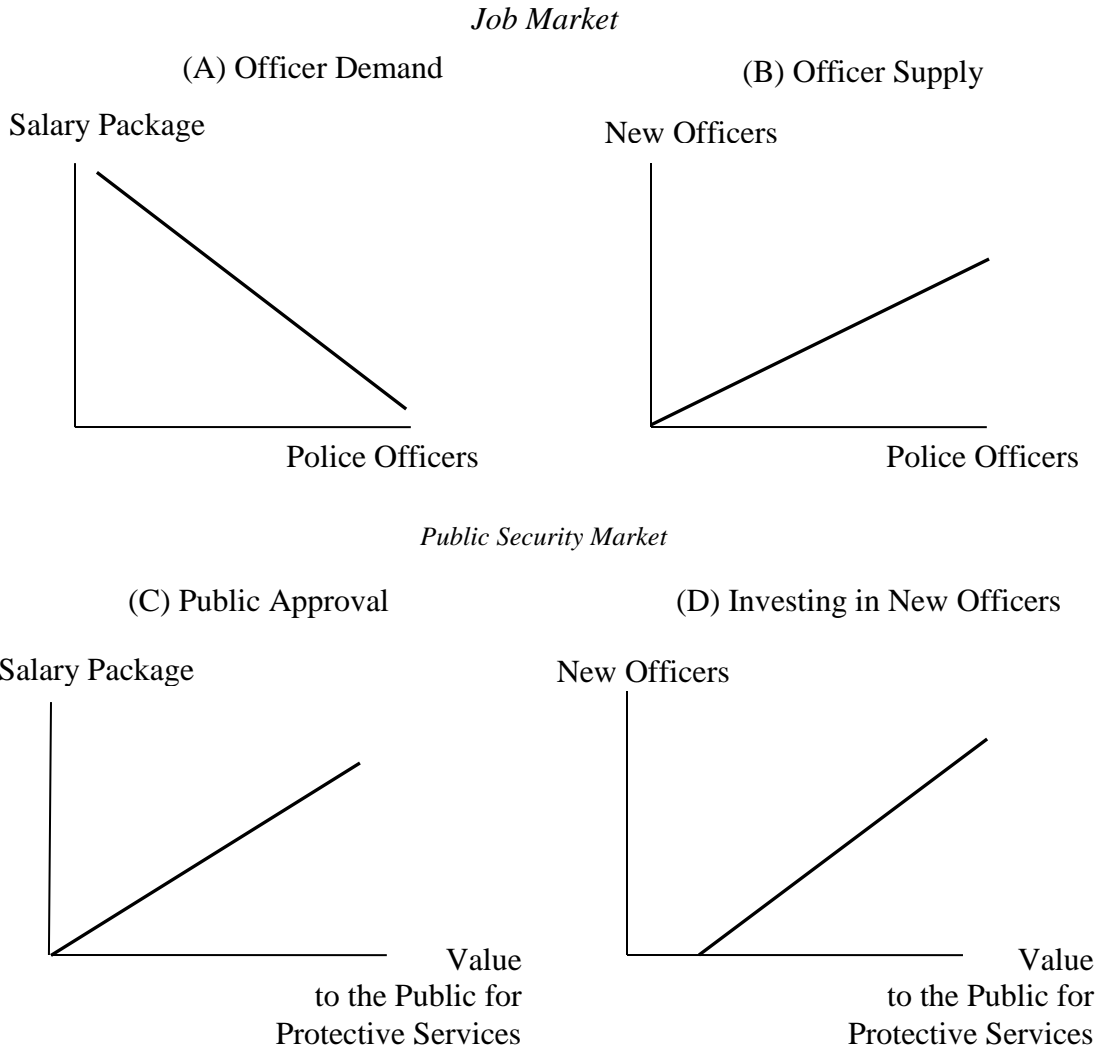 Job Market
(A) Officer Demand
(B) Officer Supply
Salary Package
New Officers
Police Officers
Police Officers
Public Security Market
(C) Public Approval
(D) Investing in New Officers
Salary Package
New Officers
Value
to the Public for
Protective Services
Value
to the Public for
Protective Services